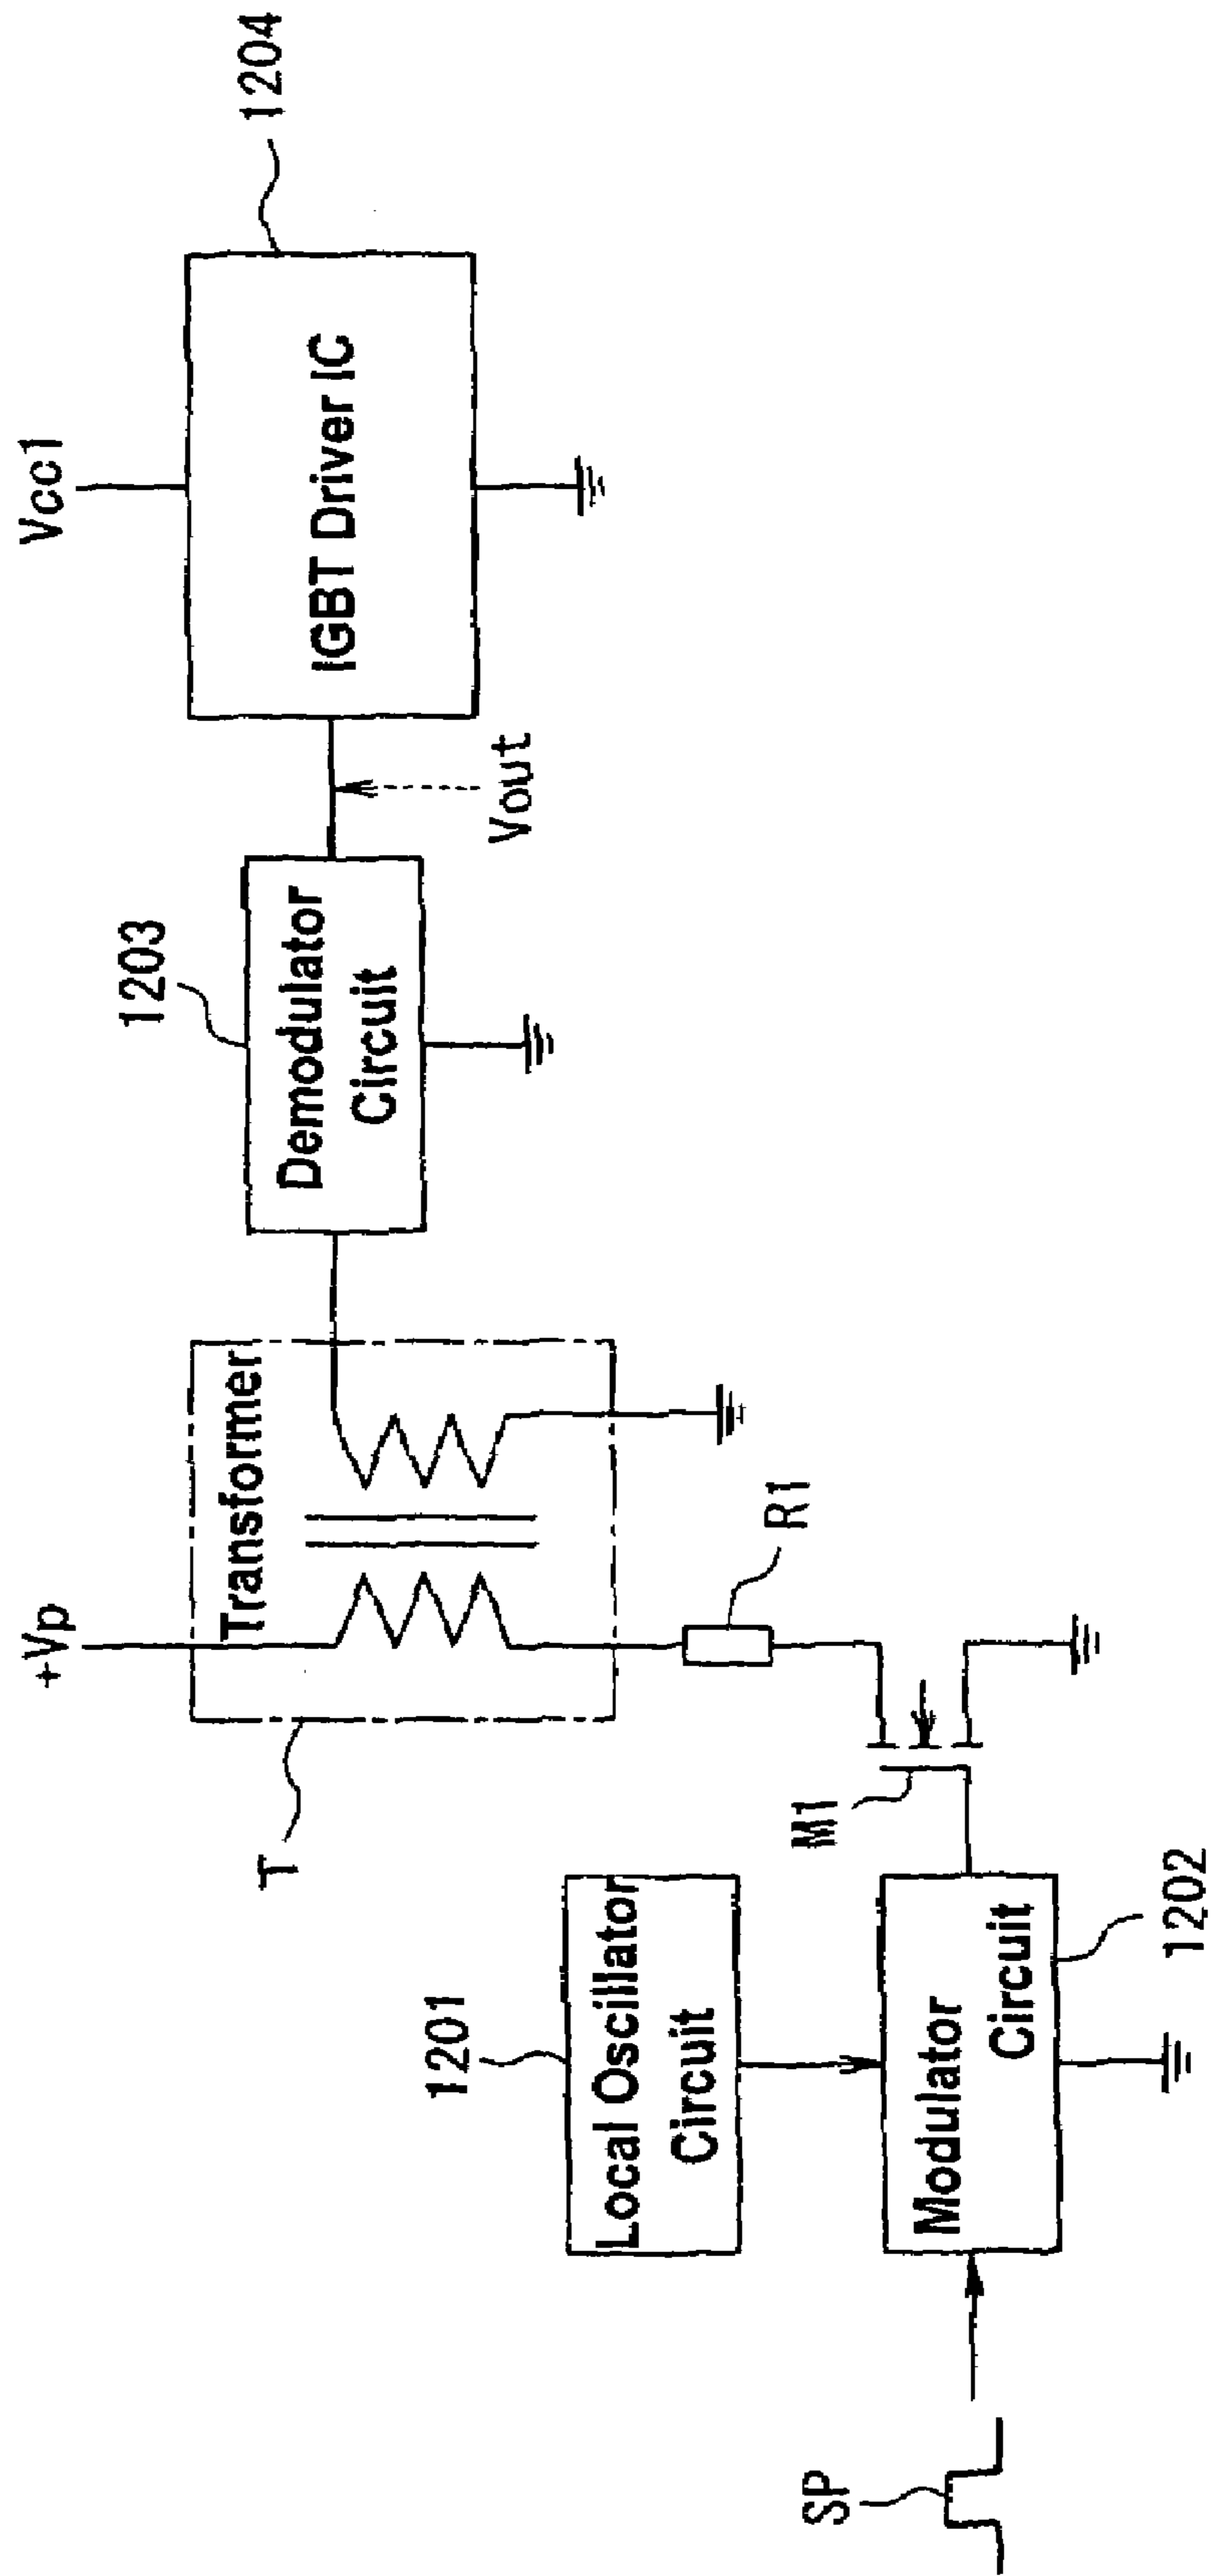 Vcc1
1204
IGBT Driver IC
Vout
1203
Demodulator
Circuit
+Vp
Transformer
T
R1
M1
1201
Local Oscillator
Circuit
Modulator
Circuit
1202
SP